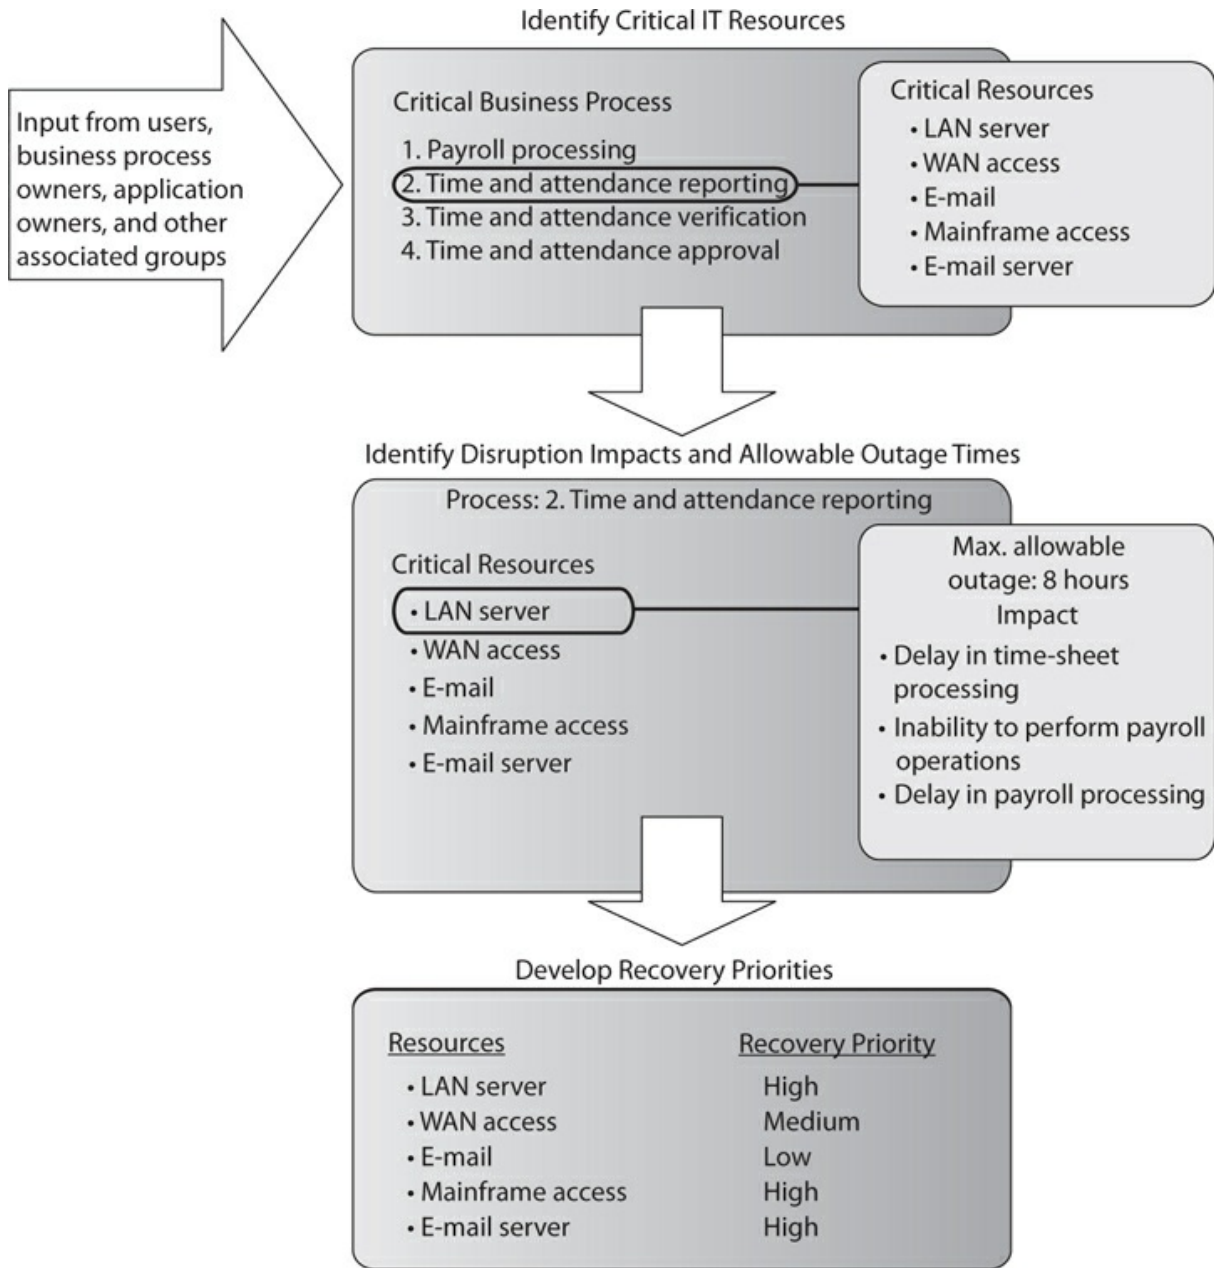 Identify Critical IT Resources
Input from users,
business process
owners, application
owners, and other
associated groups
Critical Business Process
1. Payroll processing
2. Time and attendance reporting
3. Time and attendance verification
4. Time and attendance approval
Critical Resources
• LAN server
• WAN access
• E-mail
• Mainframe access
• E-mail server
Identify Disruption Impacts and Allowable Outage Times
Process: 2. Time and attendance reporting
Critical Resources
• LAN server
• WAN access
• E-mail
• Mainframe access
• E-mail server
Max. allowable
outage: 8 hours
Impact
• Delay in time-sheet
processing
• Inability to perform payroll
operations
• Delay in payroll processing
Develop Recovery Priorities
Resources Recovery Priority
• LAN server High
• WAN access Medium
• E-mail Low
• Mainframe access High
• E-mail server High